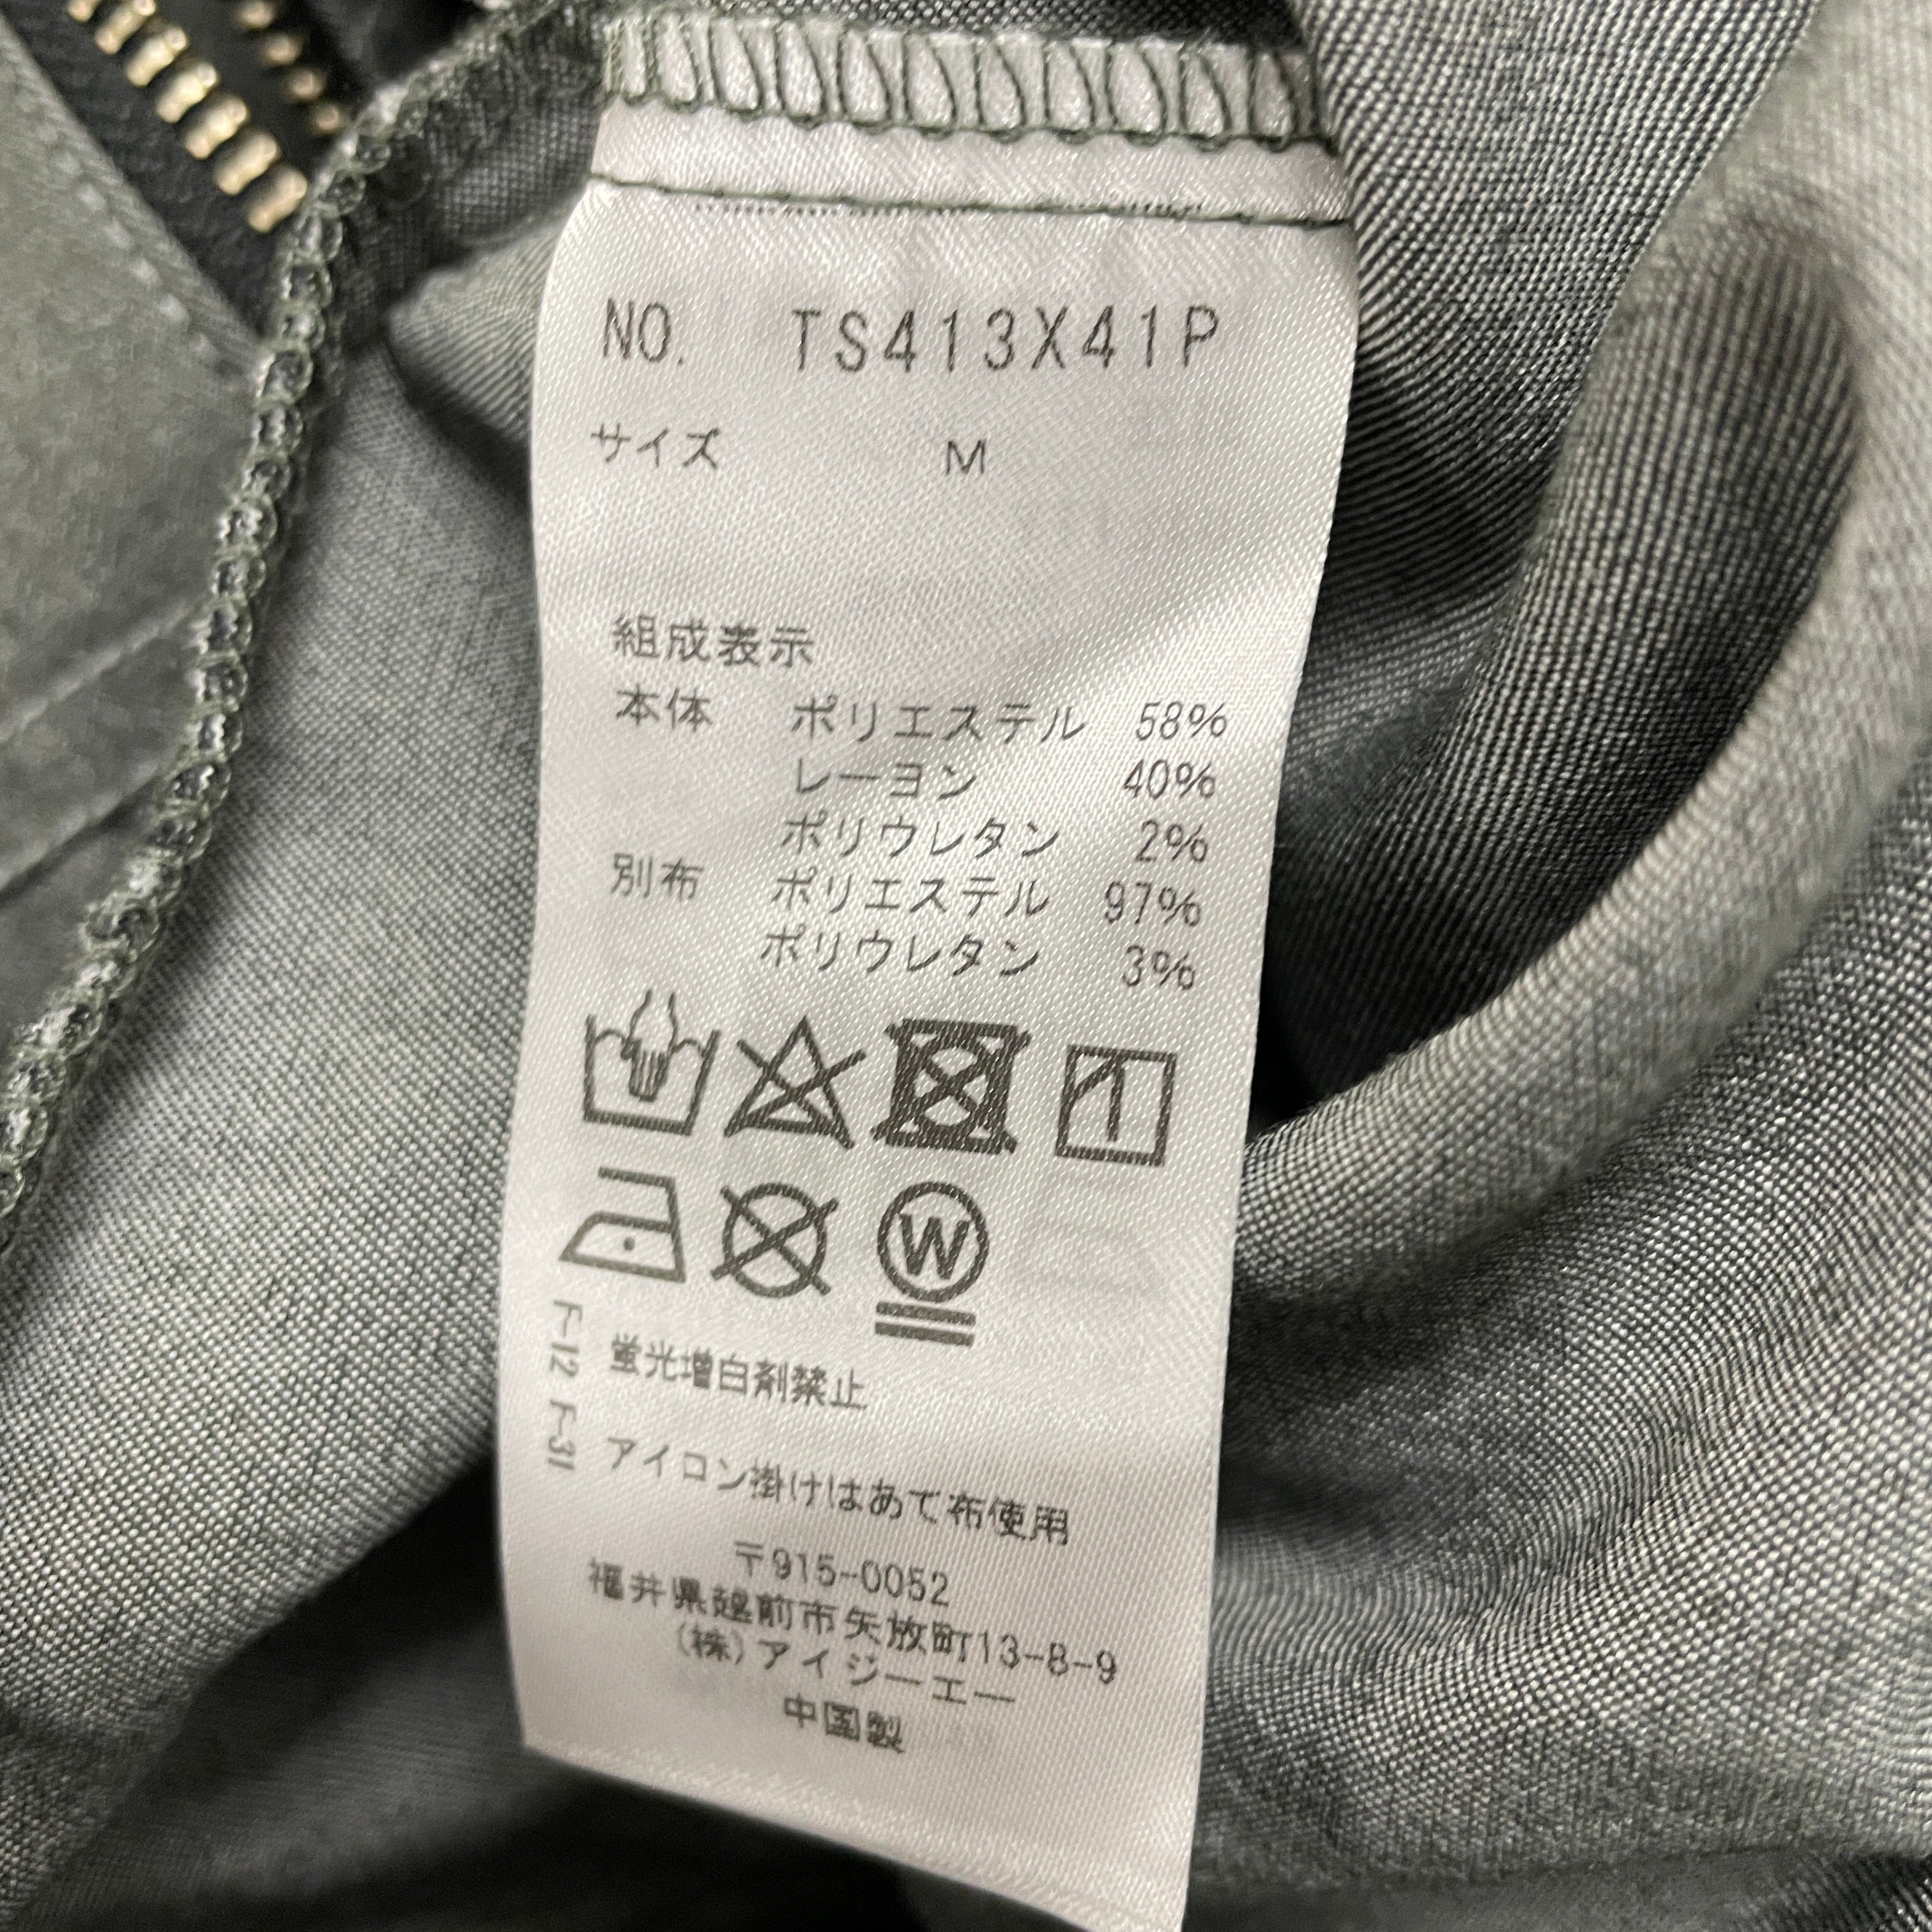 NO. TS413X41P
サイズ M
組成表示
本体 ポリエステル 58%
レーヨン 40%
ポリウレタン 2%
別布 ポリエステル 97%
ポリウレタン 3%
W
F-12 F-31
蛍光増白剤禁止
アイロン掛けはあて布使用
〒915-0052
福井県越前市矢放町13-8-9
(株)アイジーエー
中国製